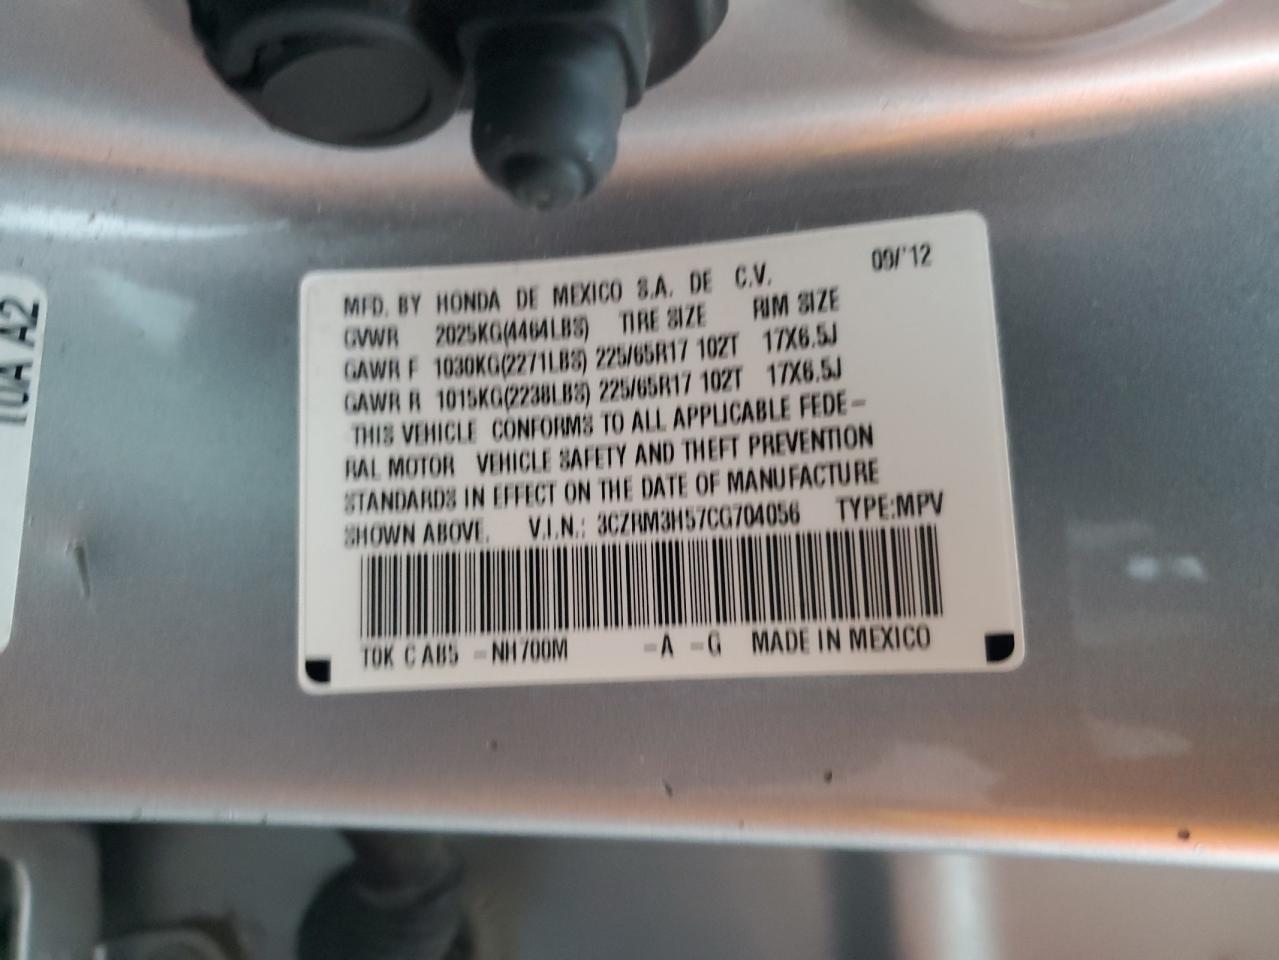 10A A2
09/'12
MFD. BY HONDA DE MEXICO S.A. DE C.V.
GVWR 2025KG(4464LBS) TIRE SIZE RIM SIZE
GAWR F 1030KG(2271LBS) 225/65R17 102T 17X6.5J
GAWR R 1015KG(2238LBS) 225/65R17 102T 17X6.5J
THIS VEHICLE CONFORMS TO ALL APPLICABLE FEDE-
RAL MOTOR VEHICLE SAFETY AND THEFT PREVENTION
STANDARDS IN EFFECT ON THE DATE OF MANUFACTURE
SHOWN ABOVE. V.I.N.: 3CZRM3H57CG704056 TYPE:MPV
T0K C AB5 -NH700M -A -G MADE IN MEXICO